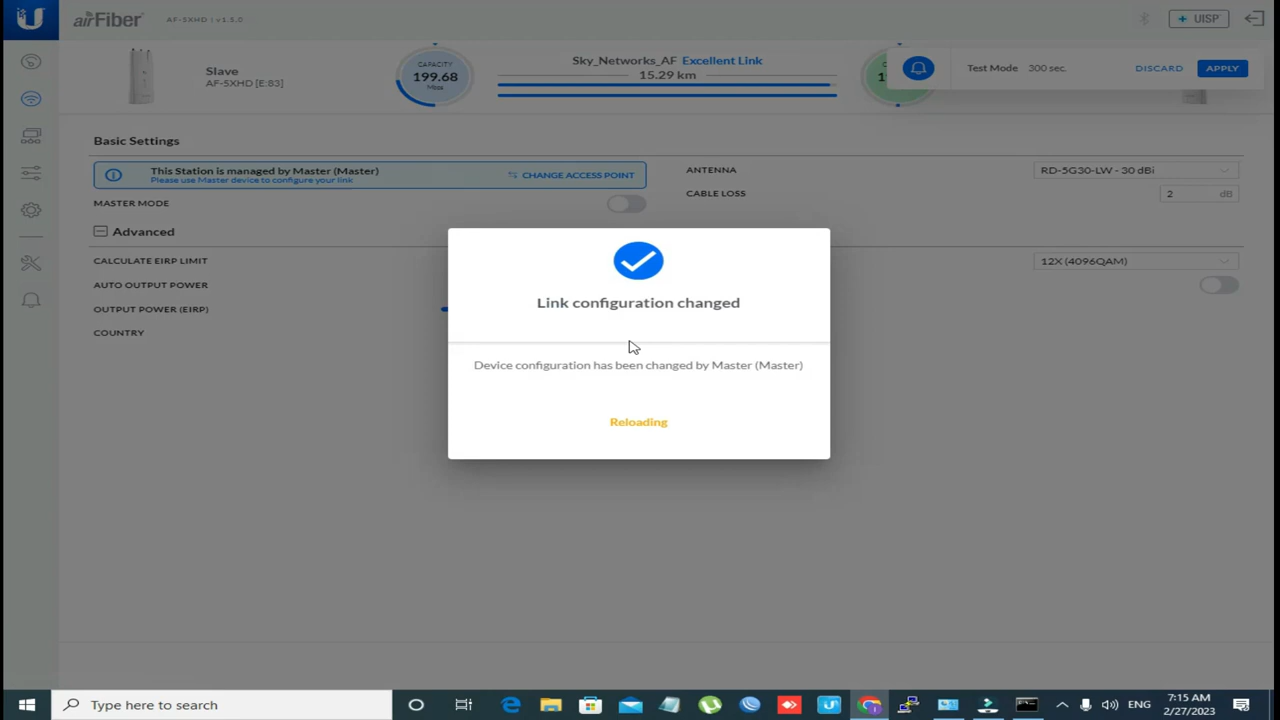 airFiber AF-5XHD | v1.5.0
+ UISP
Slave
AF-5XHD [E:83]
CAPACITY
199.68
Mbps
Sky_Networks_AF Excellent Link
15.29 km
Test Mode 300 sec. DISCARD APPLY
Basic Settings
This Station is managed by Master (Master)
Please use Master device to configure your link
CHANGE ACCESS POINT
MASTER MODE
ANTENNA RD-5G30-LW - 30 dBi
CABLE LOSS 2 dB
Advanced
CALCULATE EIRP LIMIT
AUTO OUTPUT POWER
OUTPUT POWER (EIRP)
COUNTRY
12X (4096QAM)
Link configuration changed
Device configuration has been changed by Master (Master)
Reloading
Type here to search
ENG
7:15 AM
2/27/2023